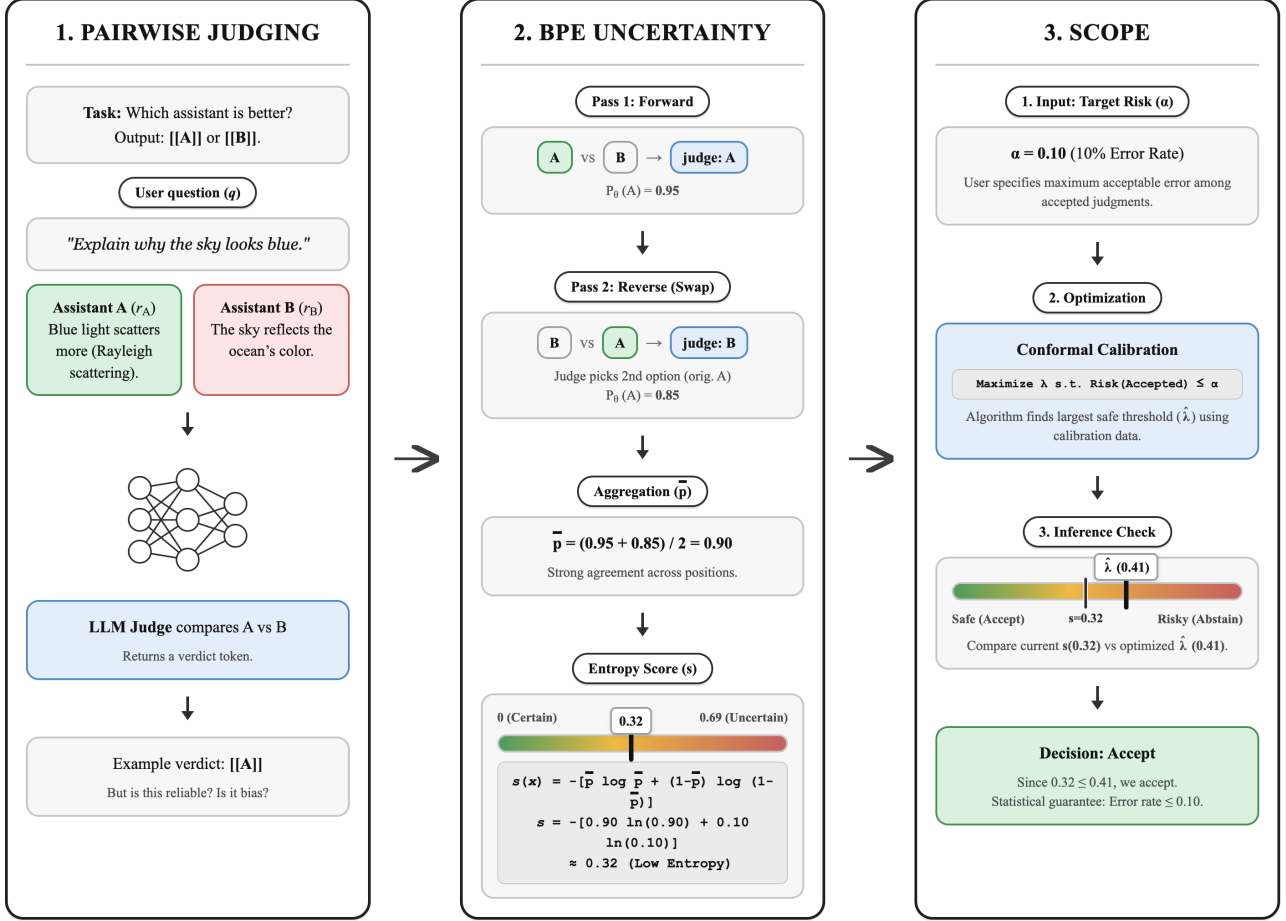 1. PAIRWISE JUDGING
Task: Which assistant is better?
Output: [[A]] or [[B]].
User question (q)
"Explain why the sky looks blue."
Assistant A (r_A)
Blue light scatters
more (Rayleigh
scattering).
Assistant B (r_B)
The sky reflects the
ocean's color.
LLM Judge compares A vs B
Returns a verdict token.
Example verdict: [[A]]
But is this reliable? Is it bias?
2. BPE UNCERTAINTY
Pass 1: Forward
A vs B → judge: A
P_θ (A) = 0.95
Pass 2: Reverse (Swap)
B vs A → judge: B
Judge picks 2nd option (orig. A)
P_θ (A) = 0.85
Aggregation (p̅)
p̅ = (0.95 + 0.85) / 2 = 0.90
Strong agreement across positions.
Entropy Score (s)
0 (Certain) 0.32 0.69 (Uncertain)
s(x) = -[p̅ log p̅ + (1-p̅) log (1-
p̅)]
s = -[0.90 ln(0.90) + 0.10
ln(0.10)]
≈ 0.32 (Low Entropy)
3. SCOPE
1. Input: Target Risk (α)
α = 0.10 (10% Error Rate)
User specifies maximum acceptable error among
accepted judgments.
2. Optimization
Conformal Calibration
Maximize λ s.t. Risk(Accepted) ≤ α
Algorithm finds largest safe threshold (λ̂) using
calibration data.
3. Inference Check
λ̂ (0.41)
Safe (Accept) s=0.32 Risky (Abstain)
Compare current s(0.32) vs optimized λ̂ (0.41).
Decision: Accept
Since 0.32 ≤ 0.41, we accept.
Statistical guarantee: Error rate ≤ 0.10.